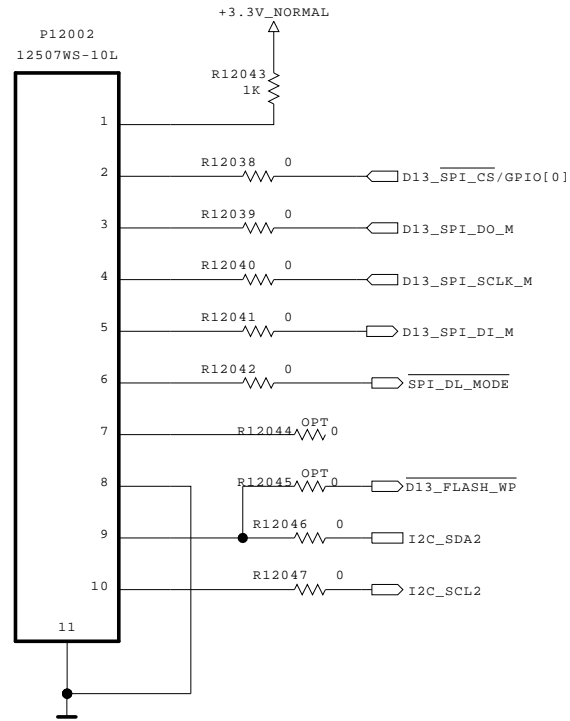 +3.3V_NORMAL
P12002
12507WS-10L
R12043
1K
1
R12038 0
2
D13_SPI_CS/GPIO[0]
R12039 0
3
D13_SPI_DO_M
R12040 0
4
D13_SPI_SCLK_M
R12041 0
5
D13_SPI_DI_M
R12042 0
6
SPI_DL_MODE
OPT
7
R12044 0
OPT
R12045 0
8
D13_FLASH_WP
R12046 0
9
I2C_SDA2
R12047 0
10
I2C_SCL2
11